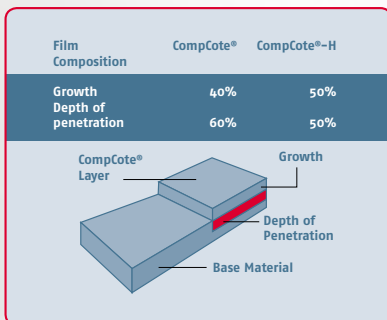 Film Composition CompCote® CompCote®-H
Growth 40% 50%
Depth of penetration 60% 50%
CompCote® Layer
Growth
Depth of Penetration
Base Material